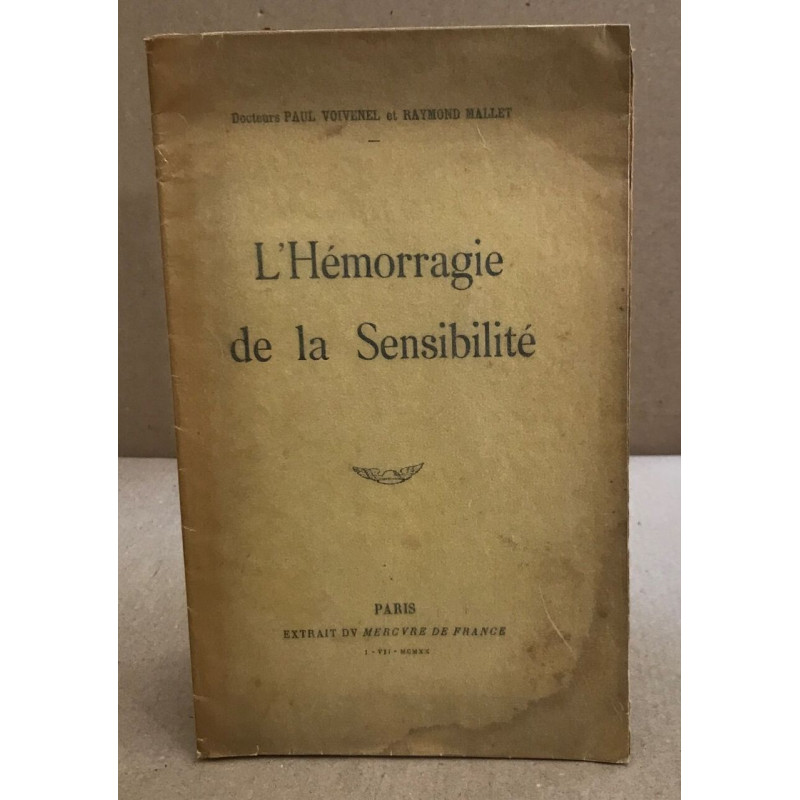 Docteurs PAUL VOIVENEL et RAYMOND MALLET
L'Hémorragie
de la Sensibilité
PARIS
EXTRAIT DV MERCVRE DE FRANCE
I-VII-MCMXX